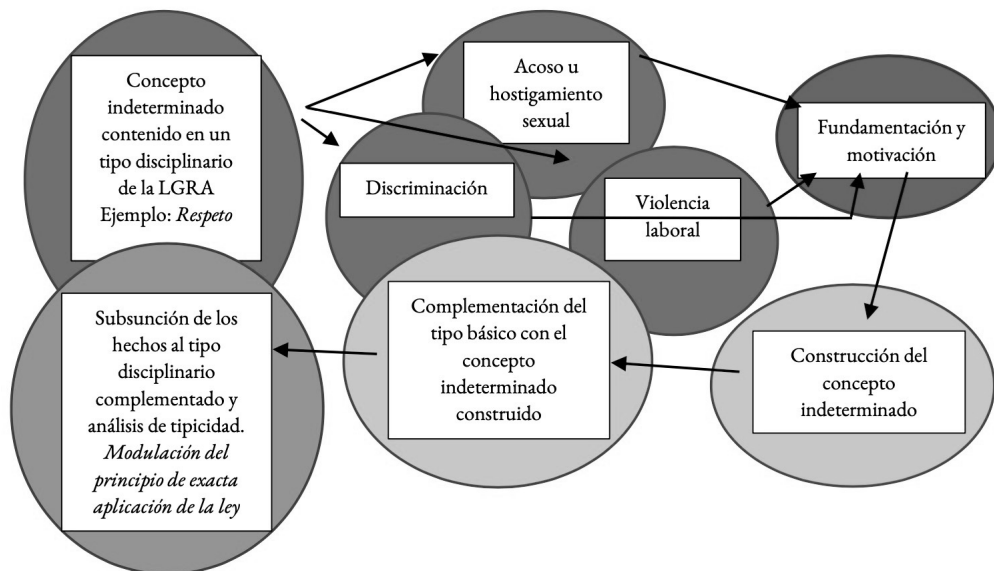 Concepto
indeterminado
contenido en un
tipo disciplinario
de la LGRA
Ejemplo: Respeto
Acoso u
hostigamiento
sexual
Discriminación
Violencia
laboral
Fundamentación y
motivación
Construcción del
concepto
indeterminado
Complementación del
tipo básico con el
concepto
indeterminado
construido
Subsunción de los
hechos al tipo
disciplinario
complementado y
análisis de tipicidad.
Modulación del
principio de exacta
aplicación de la ley